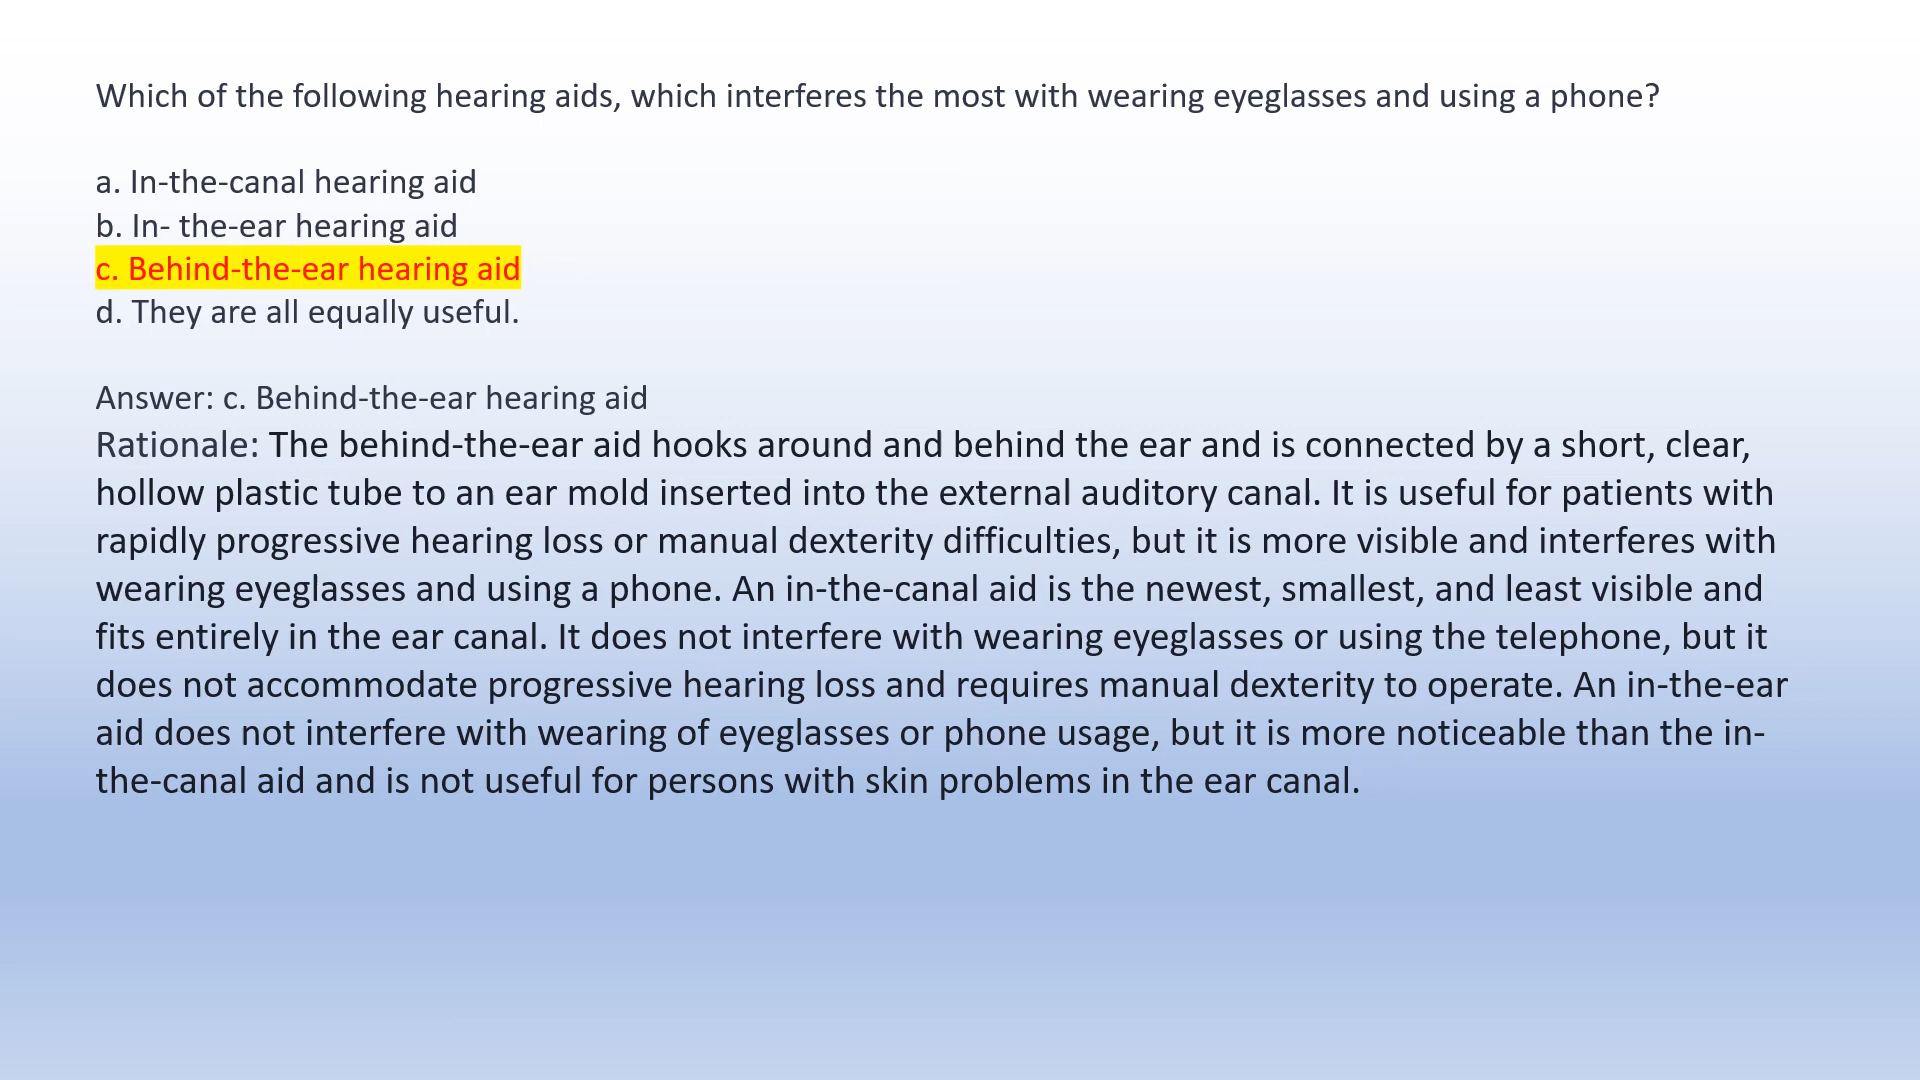 Which of the following hearing aids, which interferes the most with wearing eyeglasses and using a phone?
a. In-the-canal hearing aid
b. In- the-ear hearing aid
c. Behind-the-ear hearing aid
d. They are all equally useful.
Answer: c. Behind-the-ear hearing aid
Rationale: The behind-the-ear aid hooks around and behind the ear and is connected by a short, clear,
hollow plastic tube to an ear mold inserted into the external auditory canal. It is useful for patients with
rapidly progressive hearing loss or manual dexterity difficulties, but it is more visible and interferes with
wearing eyeglasses and using a phone. An in-the-canal aid is the newest, smallest, and least visible and
fits entirely in the ear canal. It does not interfere with wearing eyeglasses or using the telephone, but it
does not accommodate progressive hearing loss and requires manual dexterity to operate. An in-the-ear
aid does not interfere with wearing of eyeglasses or phone usage, but it is more noticeable than the in-
the-canal aid and is not useful for persons with skin problems in the ear canal.